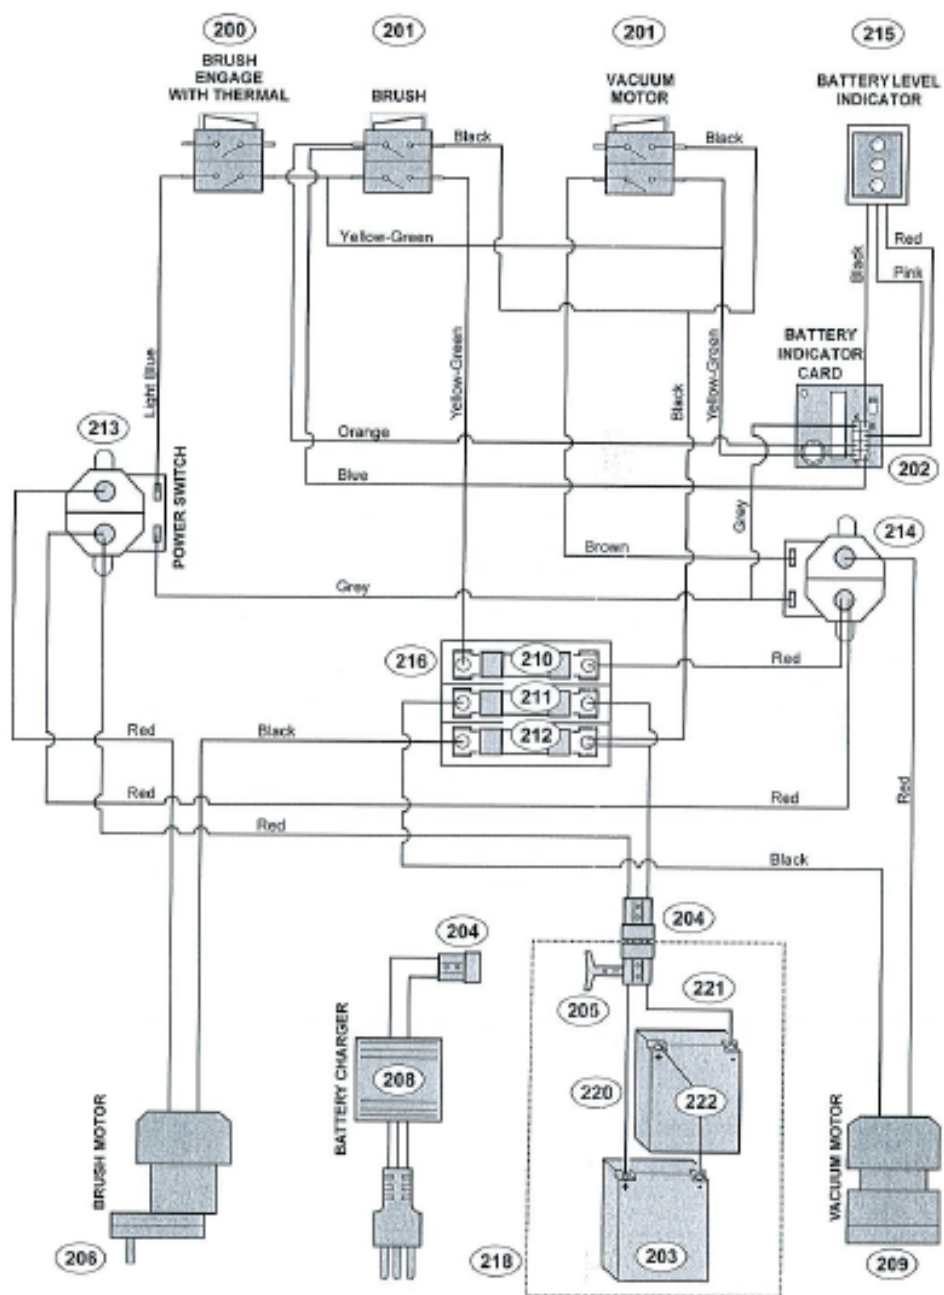 200
201
201
215
BRUSH
ENGAGE
WITH THERMAL
BRUSH
VACUUM
MOTOR
BATTERY LEVEL
INDICATOR
Black
Black
Yellow-Green
Red
Pink
Black
Light Blue
Yellow-Green
Black
Yellow-Green
BATTERY
INDICATOR
CARD
213
Orange
202
Blue
POWER SWITCH
Grey
214
Brown
Grey
216
210
Red
211
212
Red
Black
Red
Red
Red
Red
Black
204
204
205
221
BATTERY CHARGER
208
220
222
BRUSH MOTOR
VACUUM MOTOR
206
218
203
209